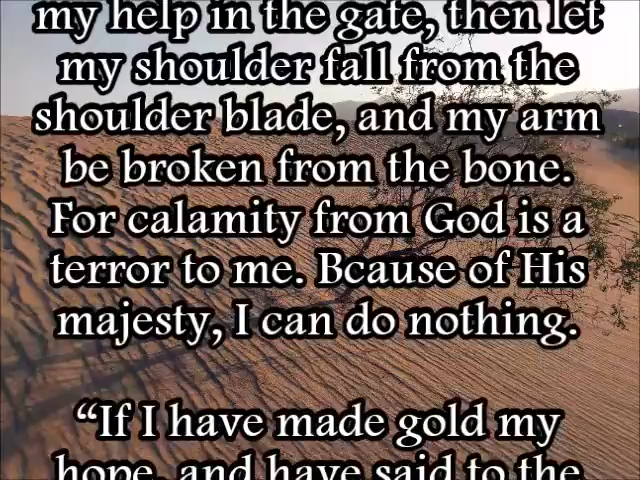 my help in the gate, then let
my shoulder fall from the
shoulder blade, and my arm
be broken from the bone.
For calamity from God is a
terror to me. Bcause of His
majesty, I can do nothing.
“If I have made gold my
hope, and have said to the